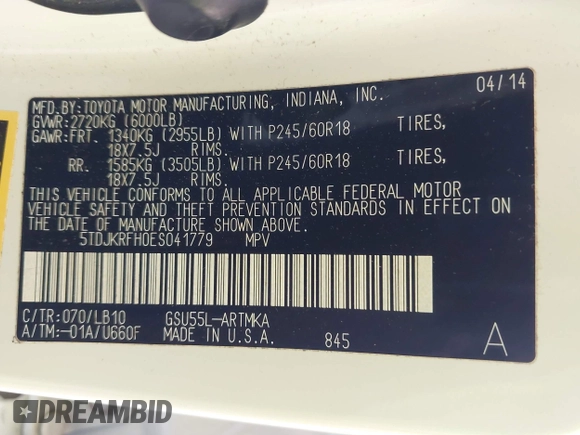 04/14
MFD.BY:TOYOTA MOTOR MANUFACTURING, INDIANA, INC.
GVWR:2720KG (6000LB)
GAWR:FRT. 1340KG (2955LB) WITH P245/60R18 TIRES,
18X7.5J RIMS.
RR. 1585KG (3505LB) WITH P245/60R18 TIRES,
18X7.5J RIMS.
THIS VEHICLE CONFORMS TO ALL APPLICABLE FEDERAL MOTOR
VEHICLE SAFETY AND THEFT PREVENTION STANDARDS IN EFFECT ON
THE DATE OF MANUFACTURE SHOWN ABOVE.
5TDJKRFH0ES041779 MPV
C/TR:070/LB10 GSU55L-ARTMKA
A/TM:-01A/U660F MADE IN U.S.A. 845 A
DREAMBID